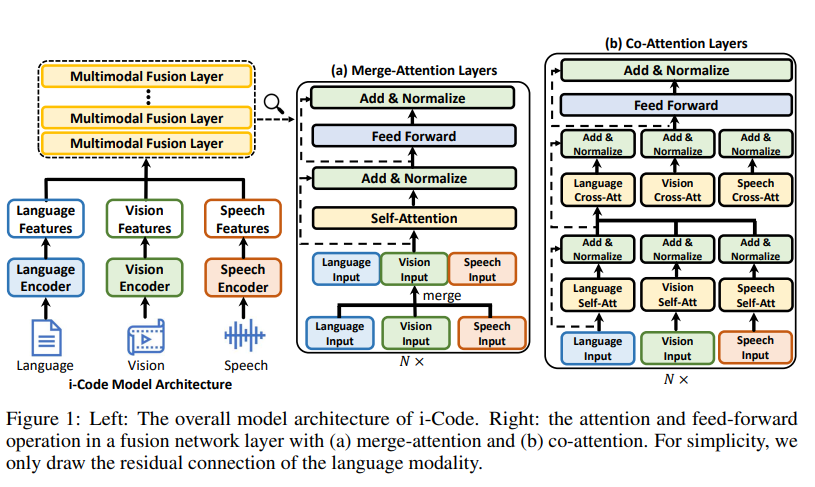 Multimodal Fusion Layer
Multimodal Fusion Layer
Multimodal Fusion Layer
Language Features
Vision Features
Speech Features
Language Encoder
Vision Encoder
Speech Encoder
Language
Vision
Speech
i-Code Model Architecture
(a) Merge-Attention Layers
Add & Normalize
Feed Forward
Add & Normalize
Self-Attention
Language Input
Vision Input
Speech Input
merge
Language Input
Vision Input
Speech Input
N ×
(b) Co-Attention Layers
Add & Normalize
Feed Forward
Add & Normalize
Add & Normalize
Add & Normalize
Language Cross-Att
Vision Cross-Att
Speech Cross-Att
Add & Normalize
Add & Normalize
Add & Normalize
Language Self-Att
Vision Self-Att
Speech Self-Att
Language Input
Vision Input
Speech Input
N ×
Figure 1: Left: The overall model architecture of i-Code. Right: the attention and feed-forward
operation in a fusion network layer with (a) merge-attention and (b) co-attention. For simplicity, we
only draw the residual connection of the language modality.